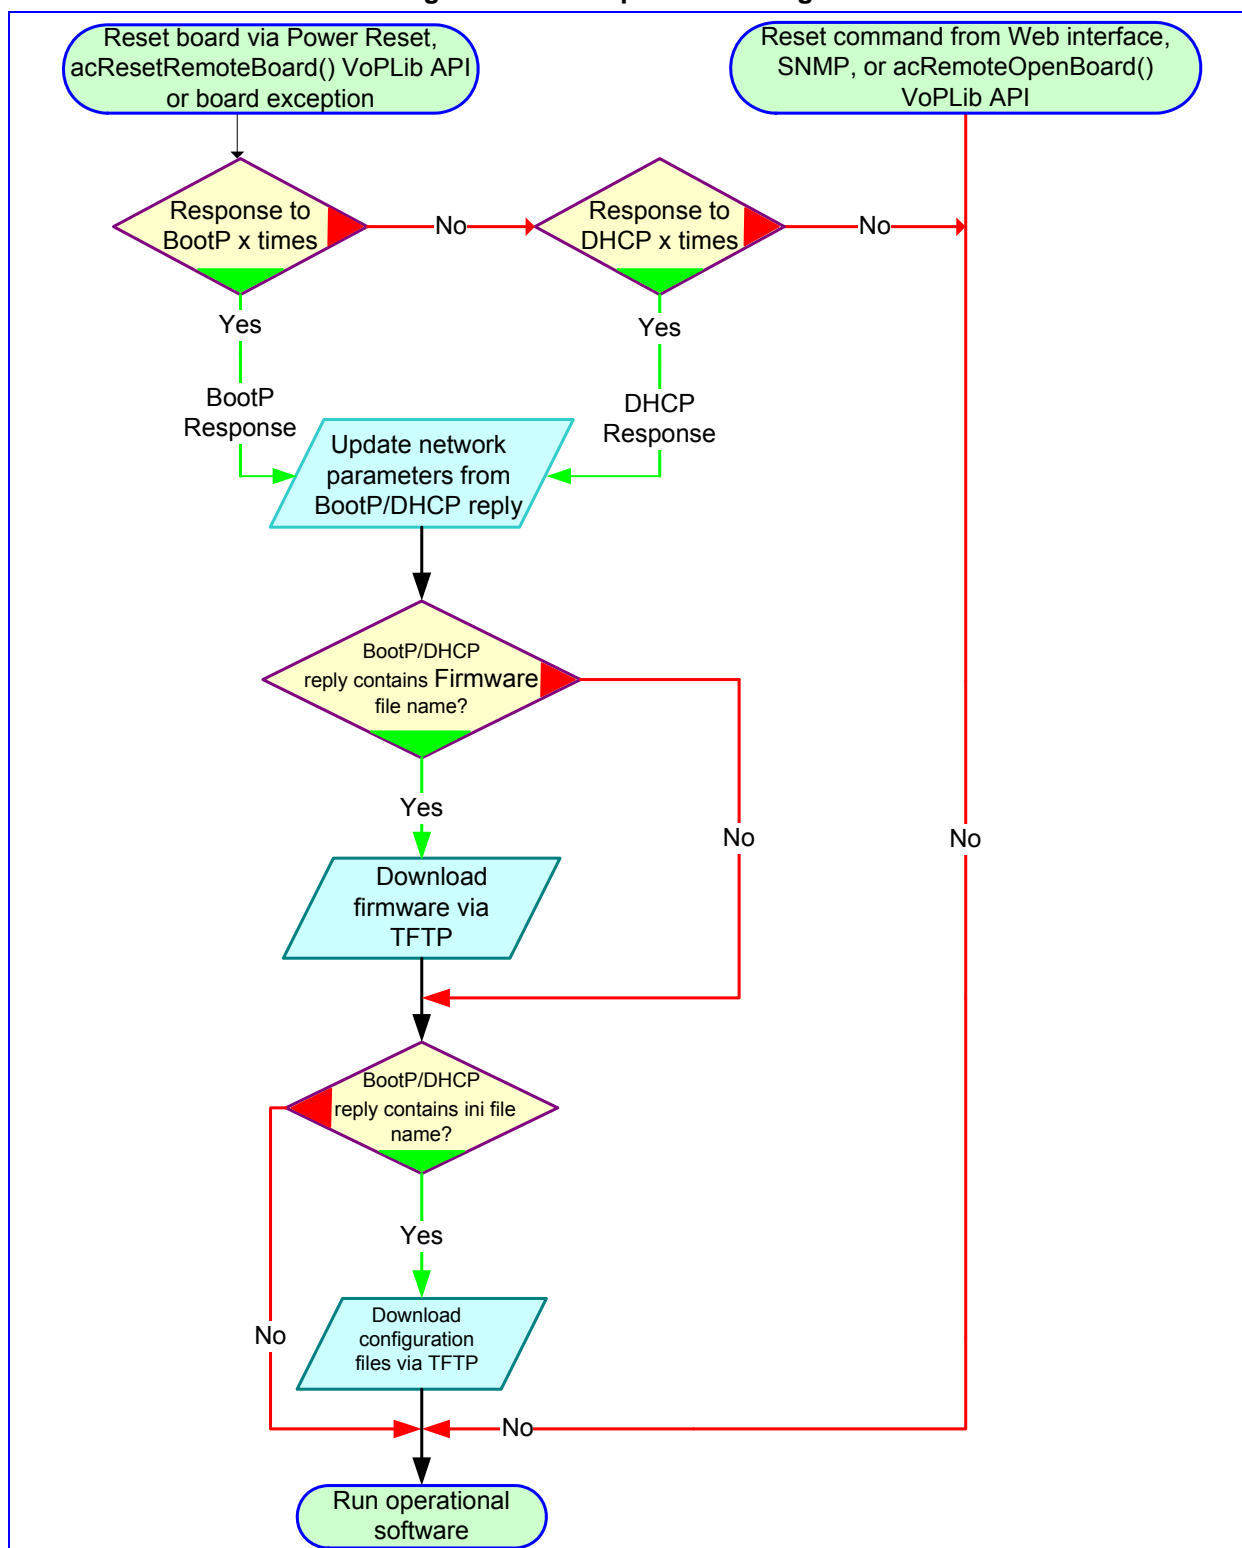 Reset board via Power Reset,
acResetRemoteBoard() VoPLib API
or board exception
Reset command from Web interface,
SNMP, or acRemoteOpenBoard()
VoPLib API
Response to
BootP x times
No
Response to
DHCP x times
No
Yes
Yes
BootP
Response
DHCP
Response
Update network
parameters from
BootP/DHCP reply
BootP/DHCP
reply contains Firmware
file name?
Yes
No
No
Download
firmware via
TFTP
BootP/DHCP
reply contains ini file
name?
Yes
No
Download
configuration
files via TFTP
No
Run operational
software